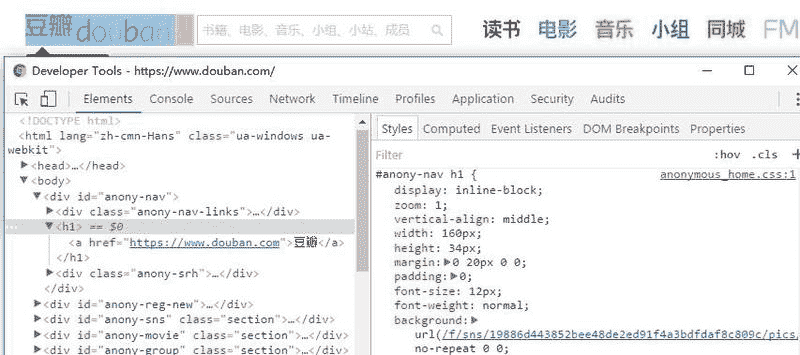 豆瓣 douban 书籍、电影、音乐、小组、小站、成员 读书 电影 音乐 小组 同城 FM
Developer Tools - https://www.douban.com/
Elements Console Sources Network Timeline Profiles Application Security Audits
<!DOCTYPE html>
<html lang="zh-cmn-Hans" class="ua-windows ua-
webkit">
<head>…</head>
<body>
<div id="anony-nav">
<div class="anony-nav-links">…</div>
<h1> == $0
<a href="https://www.douban.com">豆瓣</a>
</h1>
<div class="anony-srh">…</div>
</div>
<div id="anony-reg-new">…</div>
<div id="anony-sns" class="section">…</div>
<div id="anony-movie" class="section">…</div>
<div id="anony-group" class="section">…</div>
Styles Computed Event Listeners DOM Breakpoints Properties
Filter :hov .cls +
#anony-nav h1 { anonymous_home.css:1
display: inline-block;
zoom: 1;
vertical-align: middle;
width: 160px;
height: 34px;
margin: 0 20px 0 0;
padding: 0;
font-size: 12px;
font-weight: normal;
background:
url(/f/sns/19886d443852bee48de2ed91f4a3bdfdaf8c809c/pics/
no-repeat 0 0;